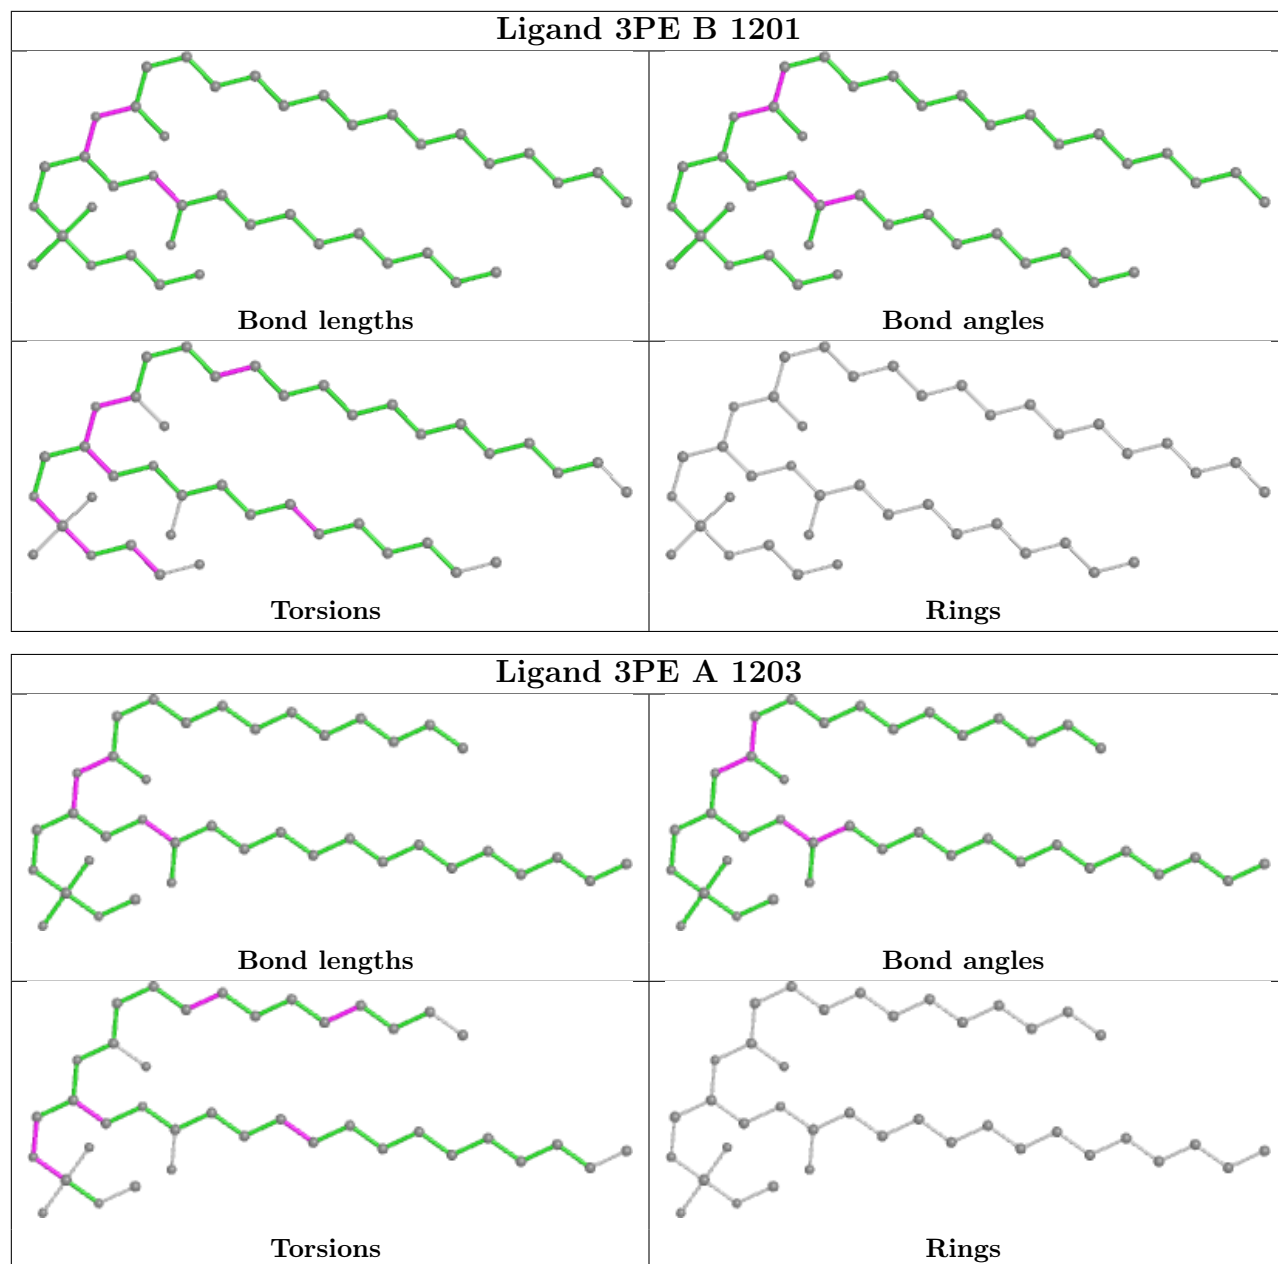 Ligand 3PE B 1201
Bond lengths
Bond angles
Torsions
Rings
Ligand 3PE A 1203
Bond lengths
Bond angles
Torsions
Rings